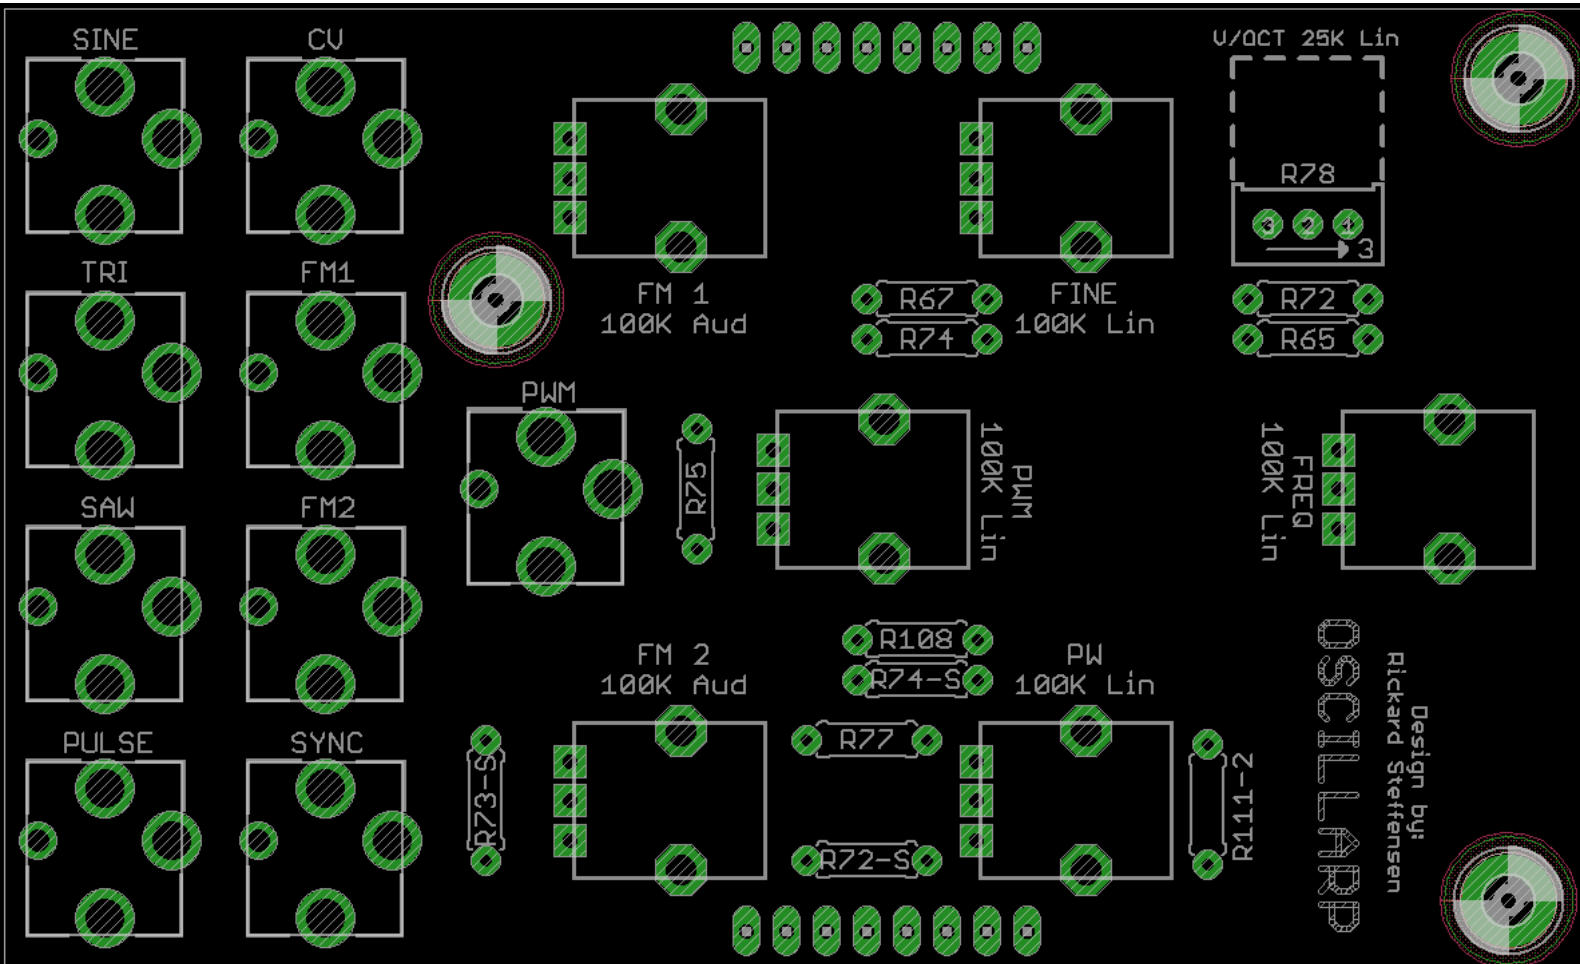 SINE
CV
V/OCT 25K Lin
R78
3 2 1
3
TRI
FM1
FM 1
100K Aud
R67
R74
FINE
100K Lin
R72
R65
PWM
R75
PWM
100K Lin
FREQ
100K Lin
SAW
FM2
FM 2
100K Aud
R108
R74-S
PW
100K Lin
PULSE
SYNC
R73-S
R77
R72-S
R111-2
OSCILLARP
Design by:
Rickard Steffensen